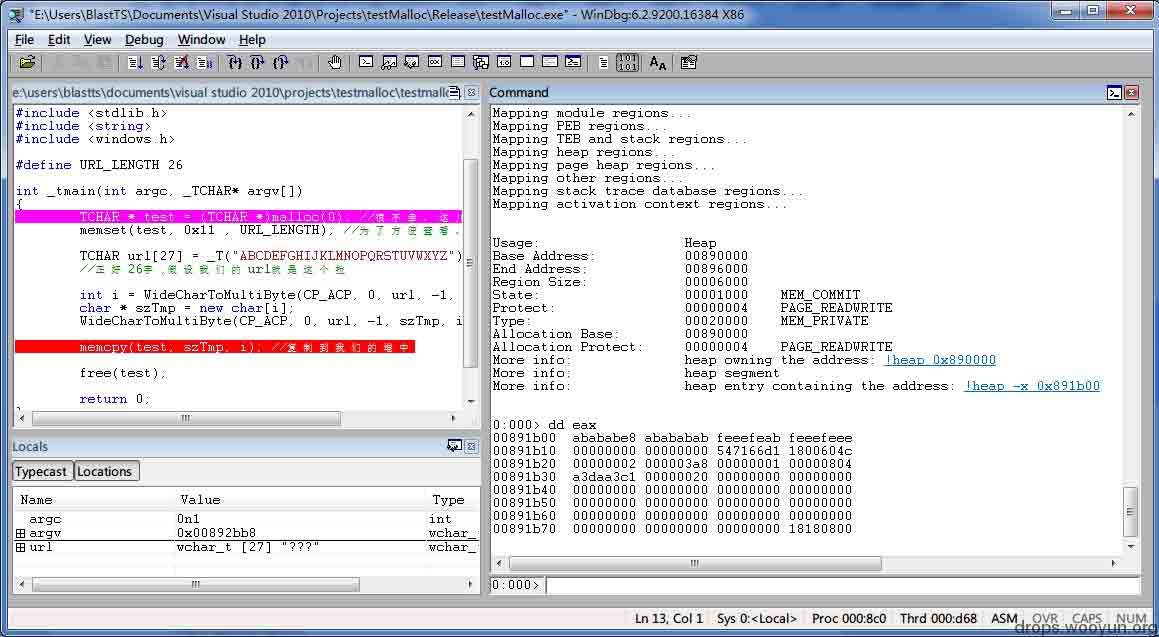 "E:\Users\BlastTS\Documents\Visual Studio 2010\Projects\testMalloc\Release\testMalloc.exe" - WinDbg:6.2.9200.16384 X86
File Edit View Debug Window Help
e:\users\blastts\documents\visual studio 2010\projects\testmalloc\testmallc
#include <stdlib.h>
#include <string>
#include <windows.h>
#define URL_LENGTH 26
int _tmain(int argc, _TCHAR* argv[])
{
TCHAR * test = (TCHAR *)malloc(0); //很不幸, 这
memset(test, 0x11 , URL_LENGTH); //为了方便查看,
TCHAR url[27] = _T("ABCDEFGHIJKLMNOPQRSTUVWXYZ")
//正好26字,假设我们的url就是这个拉
int i = WideCharToMultiByte(CP_ACP, 0, url, -1,
char * szTmp = new char[i];
WideCharToMultiByte(CP_ACP, 0, url, -1, szTmp, i
memcpy(test, szTmp, i); //复制到我们的堆中
free(test);
return 0;
Locals
Typecast Locations
Name Value Type
argc 0n1 int
argv 0x00892bb8 wchar_
url wchar_t [27] "???" wchar_
Command
Mapping module regions...
Mapping PEB regions...
Mapping TEB and stack regions...
Mapping heap regions...
Mapping page heap regions...
Mapping other regions...
Mapping stack trace database regions...
Mapping activation context regions...
Usage: Heap
Base Address: 00890000
End Address: 00896000
Region Size: 00006000
State: 00001000 MEM_COMMIT
Protect: 00000004 PAGE_READWRITE
Type: 00020000 MEM_PRIVATE
Allocation Base: 00890000
Allocation Protect: 00000004 PAGE_READWRITE
More info: heap owning the address: !heap 0x890000
More info: heap segment
More info: heap entry containing the address: !heap -x 0x891b00
0:000> dd eax
00891b00 abababe8 abababab feeefeab feeefeee
00891b10 00000000 00000000 547166d1 1800604c
00891b20 00000002 000003a8 00000001 00000804
00891b30 a3daa3c1 00000020 00000000 00000000
00891b40 00000000 00000000 00000000 00000000
00891b50 00000000 00000000 00000000 00000000
00891b60 00000000 00000000 00000000 00000000
00891b70 00000000 00000000 00000000 18180800
0:000>
Ln 13, Col 1 Sys 0:<Local> Proc 000:8c0 Thrd 000:d68 ASM OVR CAPS NUM
drops.wooyun.org